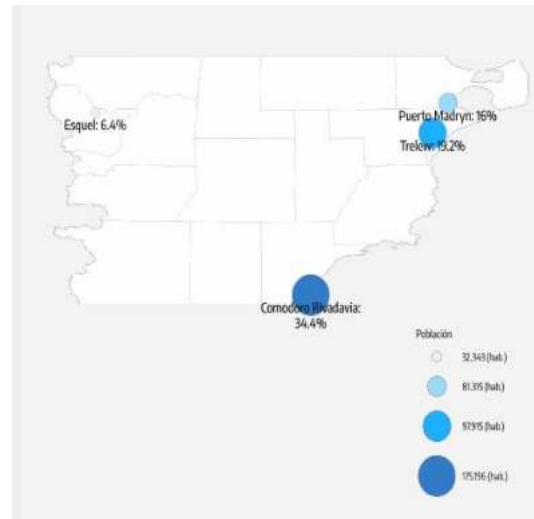 Puerto Madryn: 16%
Esquel: 6.4%
Treleiw: 19.2%
Comodoro Rivadavia:
34.4%
Población
32.343 (hab.)
81.315 (hab.)
97.915 (hab.)
175.196 (hab.)